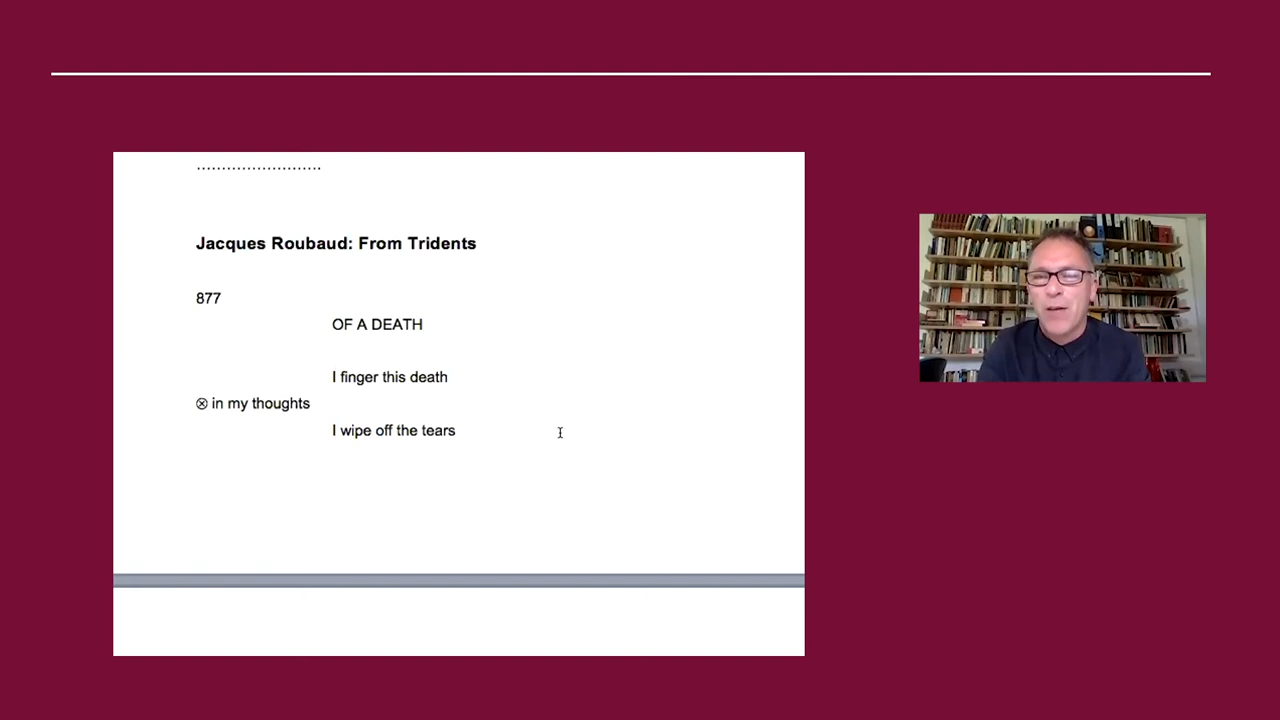 .........................
Jacques Roubaud: From Tridents
877
OF A DEATH
I finger this death
⊗ in my thoughts
I wipe off the tears